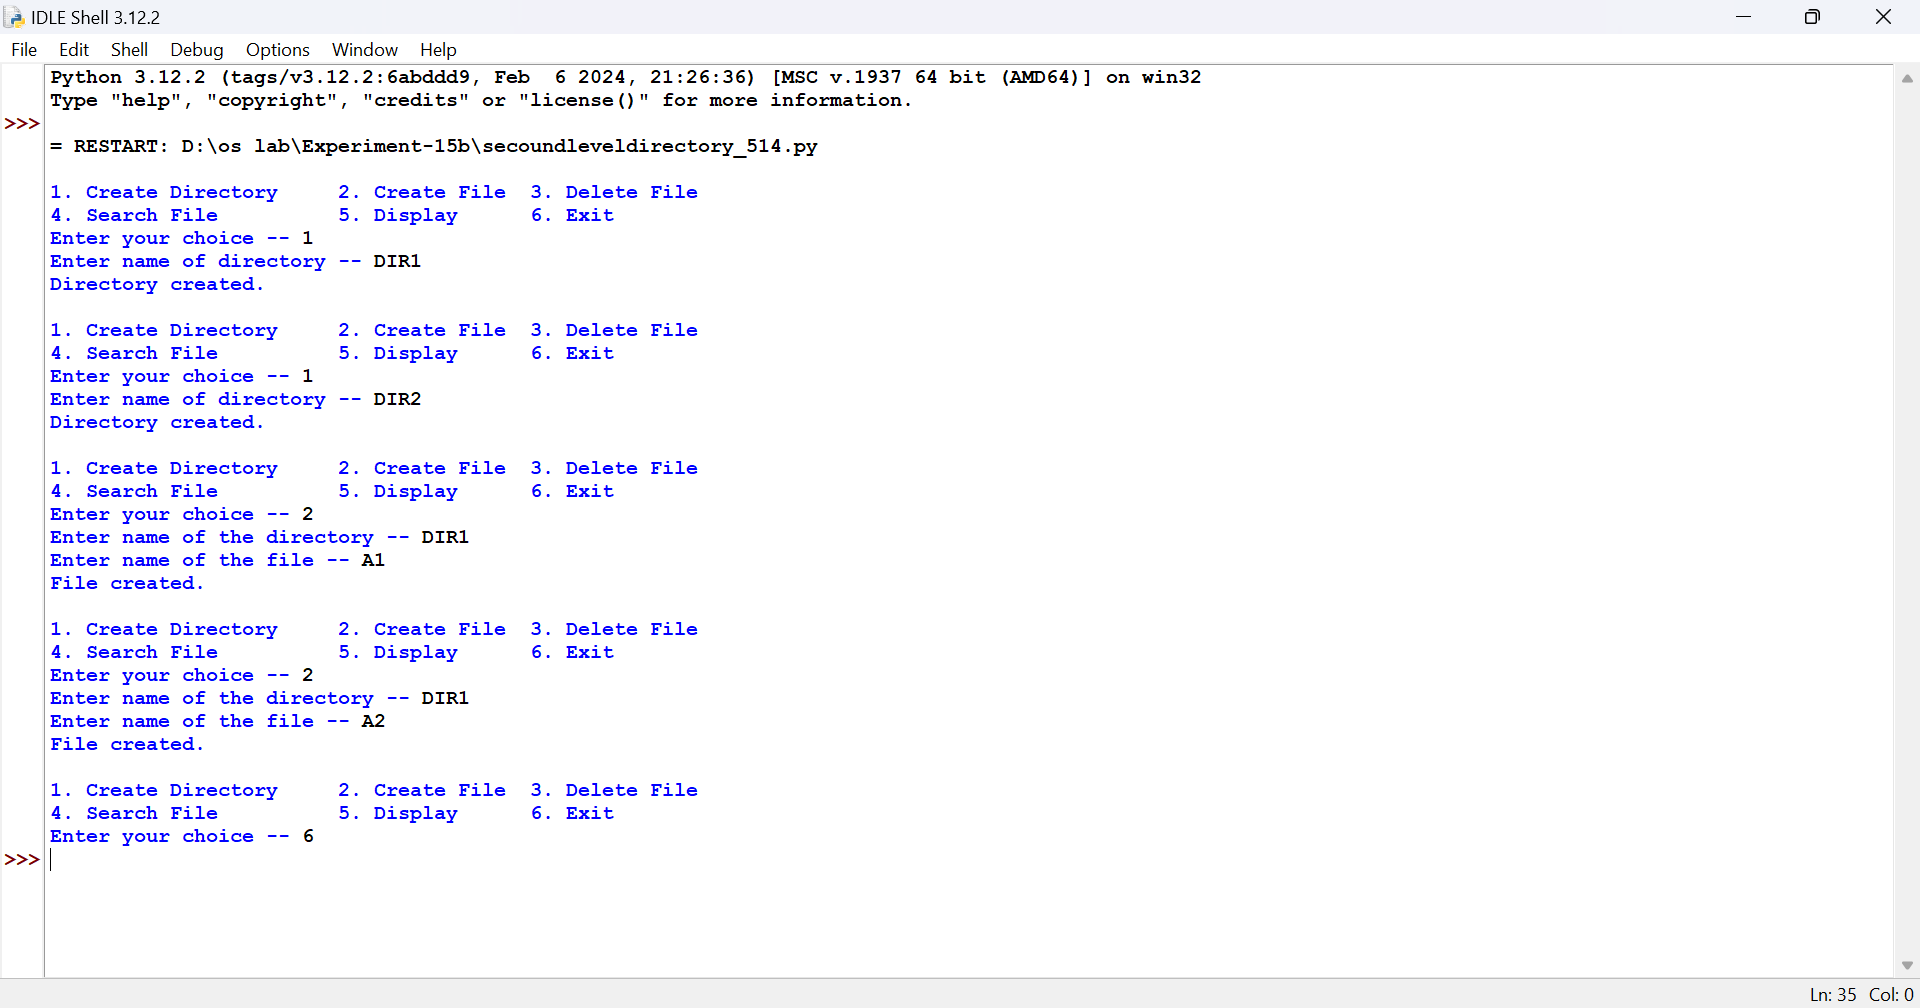 IDLE Shell 3.12.2
File Edit Shell Debug Options Window Help
Python 3.12.2 (tags/v3.12.2:6abddd9, Feb  6 2024, 21:26:36) [MSC v.1937 64 bit (AMD64)] on win32
Type "help", "copyright", "credits" or "license()" for more information.
>>>
= RESTART: D:\os lab\Experiment-15b\secoundleveldirectory_514.py
1. Create Directory     2. Create File  3. Delete File
4. Search File          5. Display      6. Exit
Enter your choice -- 1
Enter name of directory -- DIR1
Directory created.
1. Create Directory     2. Create File  3. Delete File
4. Search File          5. Display      6. Exit
Enter your choice -- 1
Enter name of directory -- DIR2
Directory created.
1. Create Directory     2. Create File  3. Delete File
4. Search File          5. Display      6. Exit
Enter your choice -- 2
Enter name of the directory -- DIR1
Enter name of the file -- A1
File created.
1. Create Directory     2. Create File  3. Delete File
4. Search File          5. Display      6. Exit
Enter your choice -- 2
Enter name of the directory -- DIR1
Enter name of the file -- A2
File created.
1. Create Directory     2. Create File  3. Delete File
4. Search File          5. Display      6. Exit
Enter your choice -- 6
>>>
Ln: 35 Col: 0